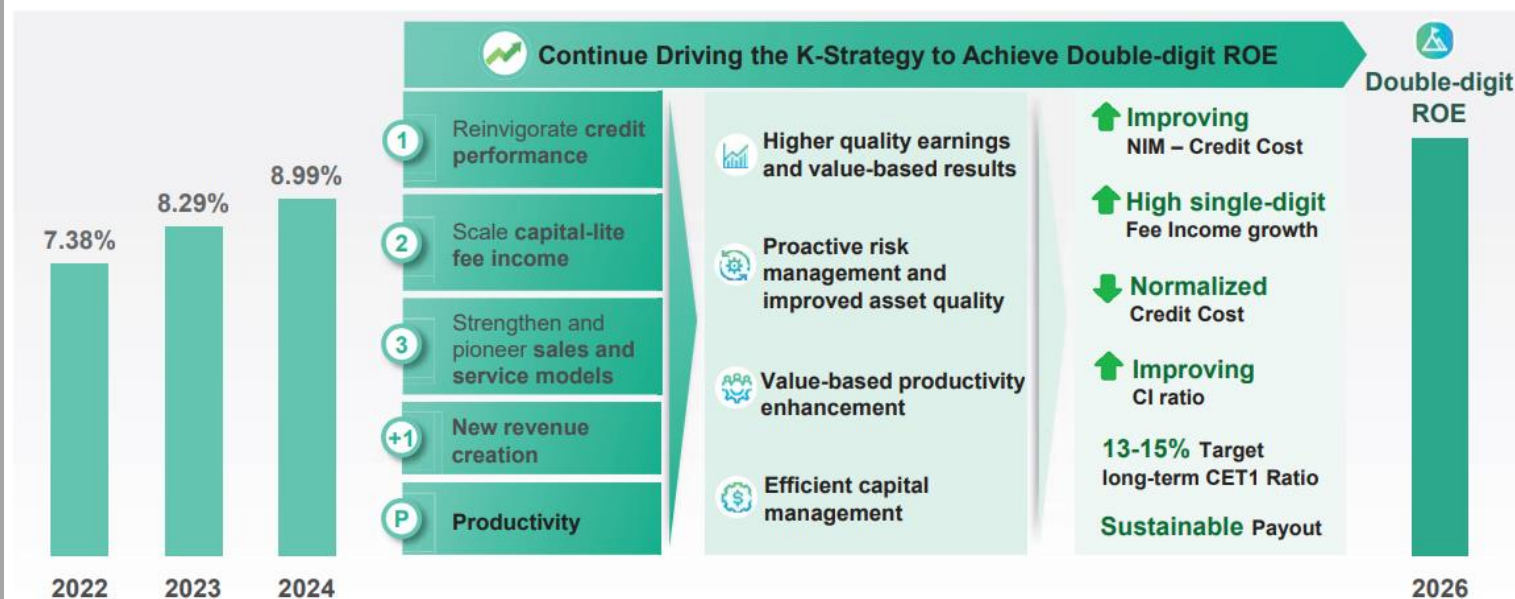 Continue Driving the K-Strategy to Achieve Double-digit ROE
7.38%
8.29%
8.99%
2022
2023
2024
1
Reinvigorate credit
performance
2
Scale capital-lite
fee income
3
Strengthen and
pioneer sales and
service models
+1
New revenue
creation
P
Productivity
Higher quality earnings
and value-based results
Proactive risk
management and
improved asset quality
Value-based productivity
enhancement
$
Efficient capital
management
Improving
NIM – Credit Cost
High single-digit
Fee Income growth
Normalized
Credit Cost
Improving
CI ratio
13-15% Target
long-term CET1 Ratio
Sustainable Payout
Double-digit
ROE
2026